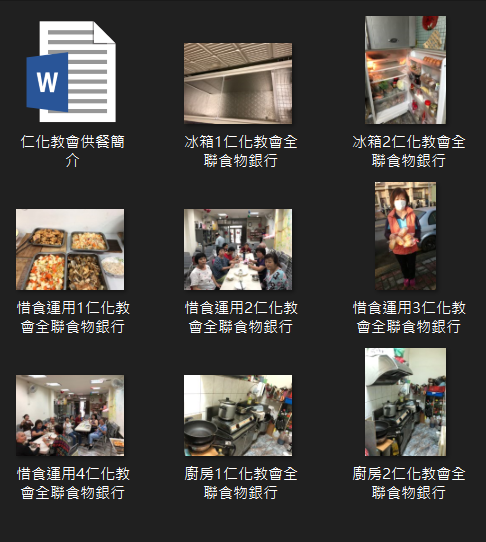 W
仁化教會供餐簡
介
冰箱1仁化教會全
聯食物銀行
冰箱2仁化教會全
聯食物銀行
惜食運用1仁化教
會全聯食物銀行
惜食運用2仁化教
會全聯食物銀行
惜食運用3仁化教
會全聯食物銀行
惜食運用4仁化教
會全聯食物銀行
廚房1仁化教會全
聯食物銀行
廚房2仁化教會全
聯食物銀行